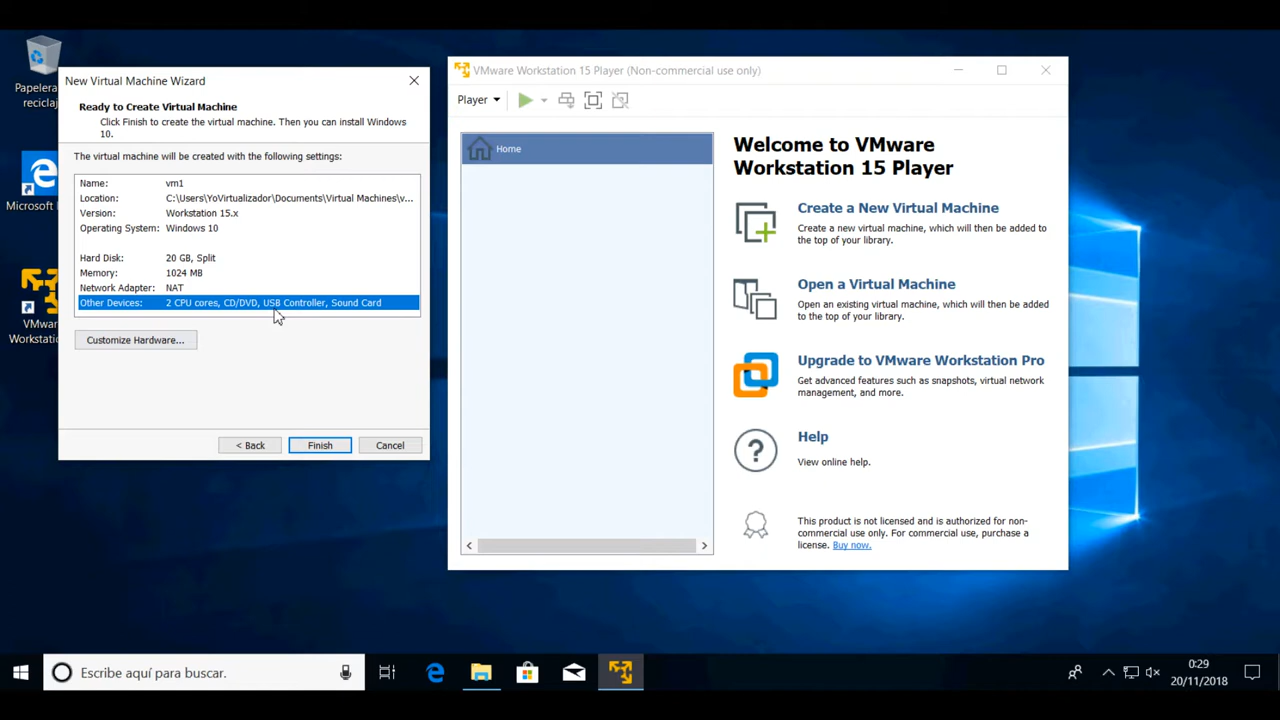 Papelera
reciclaj
Microsoft
VMware
Workstatic
New Virtual Machine Wizard
Ready to Create Virtual Machine
Click Finish to create the virtual machine. Then you can install Windows
10.
The virtual machine will be created with the following settings:
Name: vm1
Location: C:\Users\YoVirtualizador\Documents\Virtual Machines\v...
Version: Workstation 15.x
Operating System: Windows 10
Hard Disk: 20 GB, Split
Memory: 1024 MB
Network Adapter: NAT
Other Devices: 2 CPU cores, CD/DVD, USB Controller, Sound Card
Customize Hardware...
< Back Finish Cancel
VMware Workstation 15 Player (Non-commercial use only)
Player
Home
Welcome to VMware
Workstation 15 Player
Create a New Virtual Machine
Create a new virtual machine, which will then be added to
the top of your library.
Open a Virtual Machine
Open an existing virtual machine, which will then be added
to the top of your library.
Upgrade to VMware Workstation Pro
Get advanced features such as snapshots, virtual network
management, and more.
Help
View online help.
This product is not licensed and is authorized for non-
commercial use only. For commercial use, purchase a
license. Buy now.
Escribe aquí para buscar.
0:29
20/11/2018